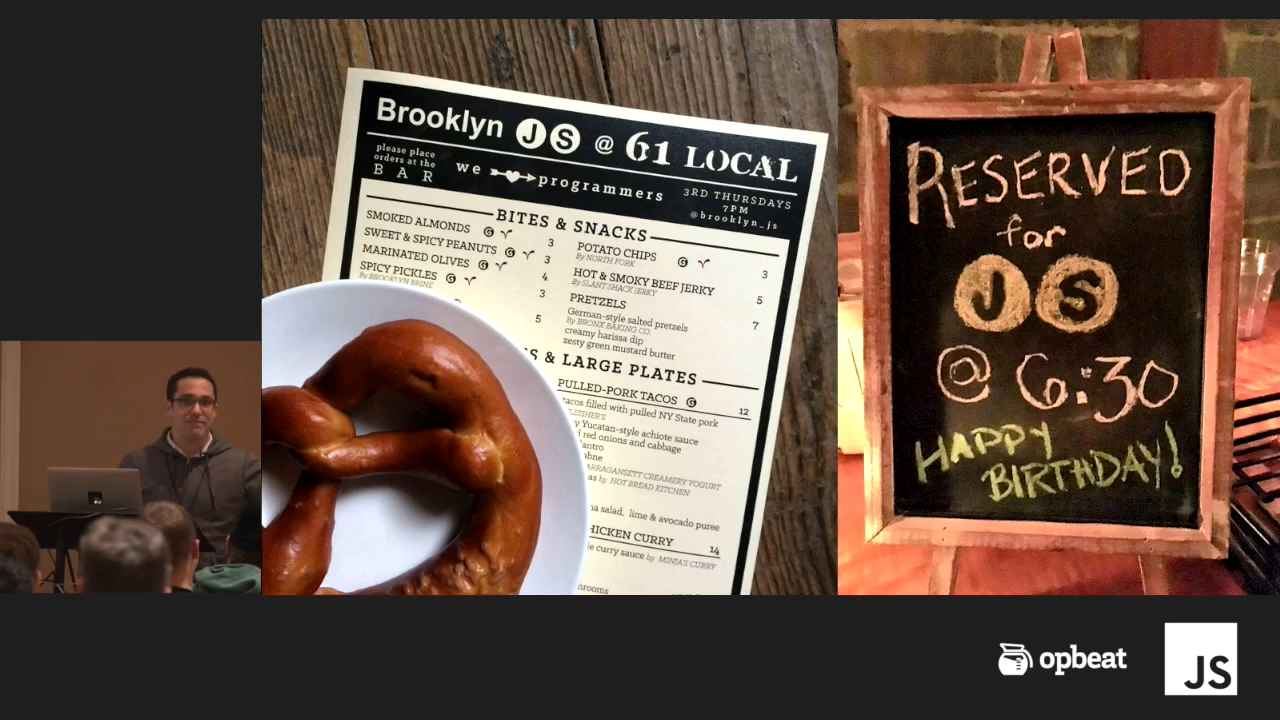 Brooklyn JS @ 61 LOCAL
please place
orders at the
BAR
we programmers
3RD THURSDAYS
7PM
@brooklyn_js
BITES & SNACKS
SMOKED ALMONDS G 3
SWEET & SPICY PEANUTS G 3
MARINATED OLIVES G 4
SPICY PICKLES G 3
By BROOKLYN BRINE
5
POTATO CHIPS G 3
By NORTH FORK
HOT & SMOKY BEEF JERKY 5
By SLANT SHACK JERKY
PRETZELS 7
German-style salted pretzels
By BRONX BAKING CO.
creamy harissa dip
zesty green mustard butter
S & LARGE PLATES
PULLED-PORK TACOS G 12
tacos filled with pulled NY State pork
Yucatan-style achiote sauce
red onions and cabbage
ARRAGANSETT CREAMERY YOGURT
as by HOT BREAD KITCHEN
salad, lime & avocado puree
HICKEN CURRY 14
curry sauce by MINJA'S CURRY
RESERVED
for
JS
@ 6:30
HAPPY
BIRTHDAY!
opbeat
JS